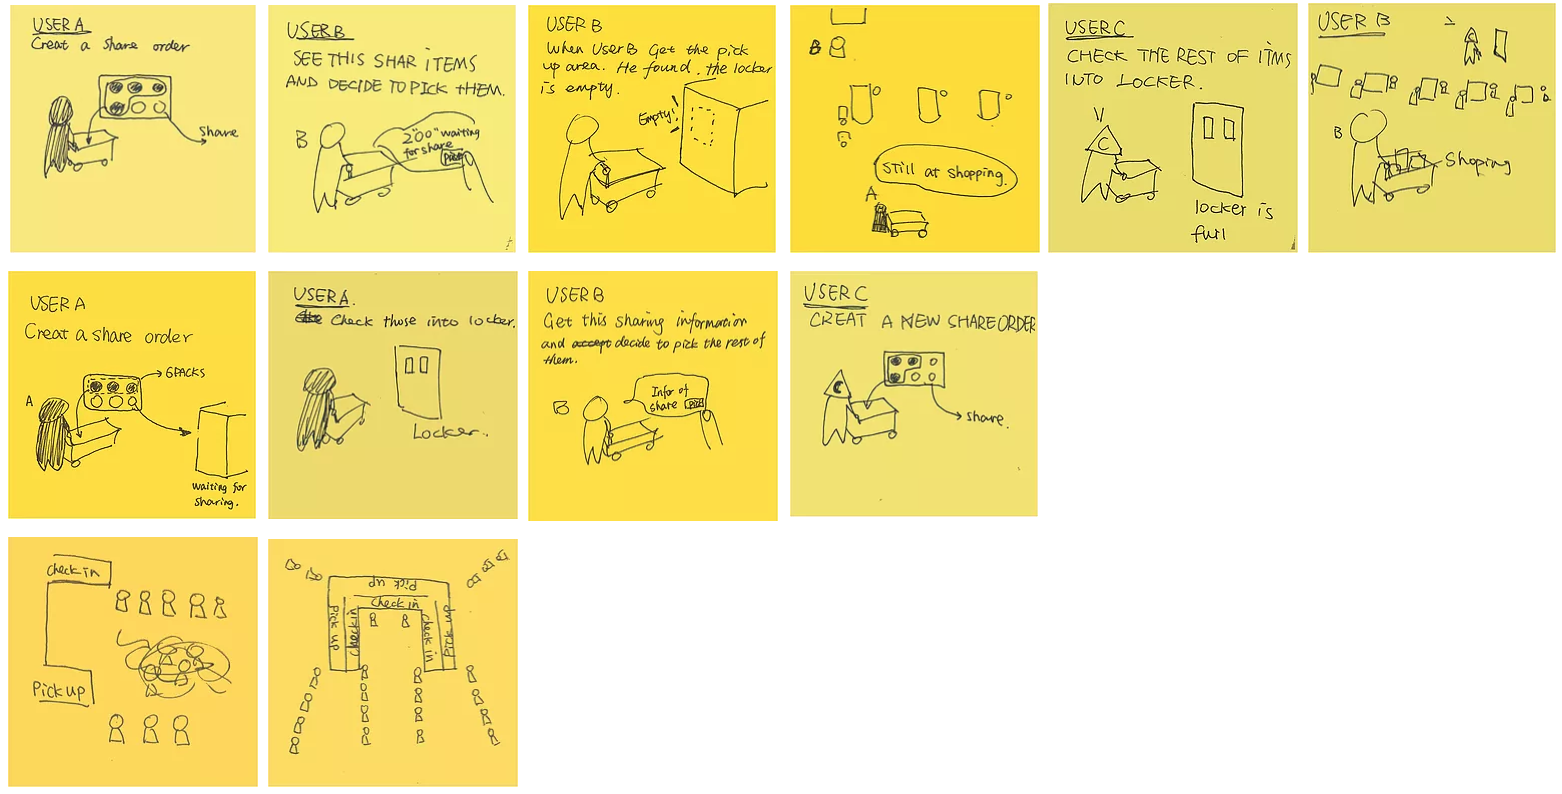 USER A
Creat a share order
share
USER B
SEE THIS SHAR iTEMS
AND DECIDE TO PICK tHEM.
B
2"00" waiting
for share
Pick
USER B
When User B Get the pick
up area. He found. the locker
is empty.
Empty!
B
Still at shopping.
A
USER C
CHECK THE REST OF ITMS
INTO LOCKER.
C
locker is
full
USER B
B
Shoping
USER A
Creat a share order
6PACKS
A
waiting for
sharing.
USER A.
Check those into locker.
Locker.
USER B
Get this sharing information
and accept decide to pick the rest of
them.
B
Infor of
share Pick
USER C
CREAT A NEW SHARE ORDER
C
share.
check in
Pick up
Pick up
check in
Pick up
check in
check in
Pick up